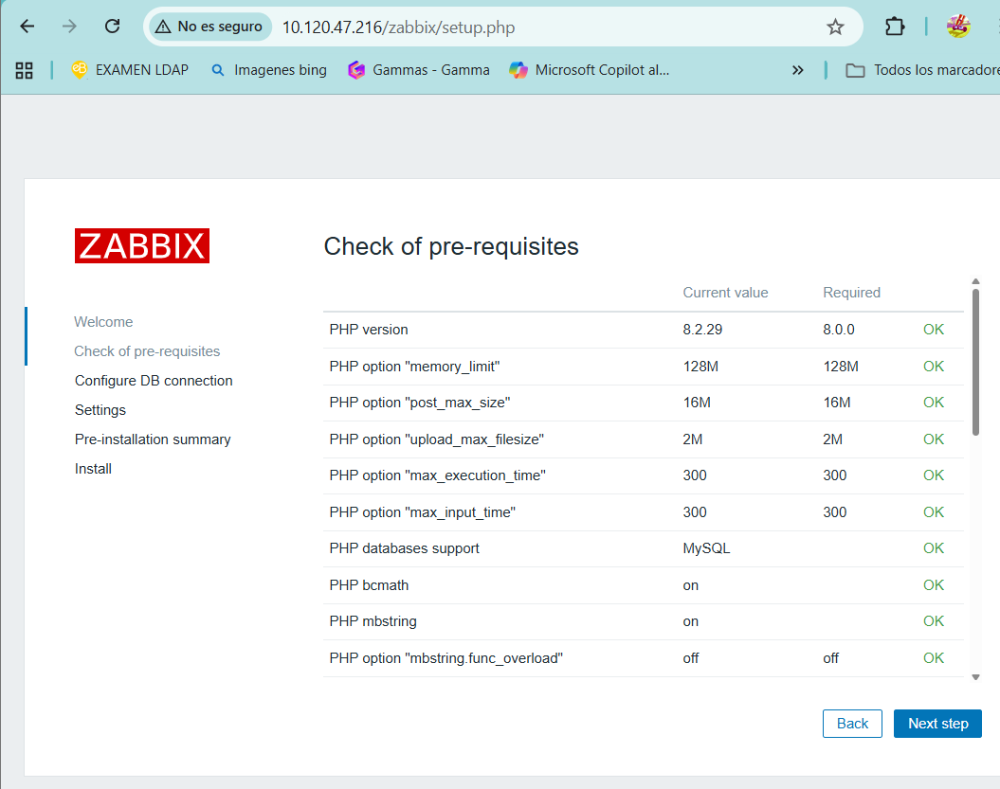 No es seguro 10.120.47.216/zabbix/setup.php
EXAMEN LDAP Imagenes bing Gammas - Gamma Microsoft Copilot al... » Todos los marcadore
ZABBIX
Check of pre-requisites
Current value Required
Welcome
Check of pre-requisites
Configure DB connection
Settings
Pre-installation summary
Install
PHP version 8.2.29 8.0.0 OK
PHP option "memory_limit" 128M 128M OK
PHP option "post_max_size" 16M 16M OK
PHP option "upload_max_filesize" 2M 2M OK
PHP option "max_execution_time" 300 300 OK
PHP option "max_input_time" 300 300 OK
PHP databases support MySQL OK
PHP bcmath on OK
PHP mbstring on OK
PHP option "mbstring.func_overload" off off OK
Back Next step